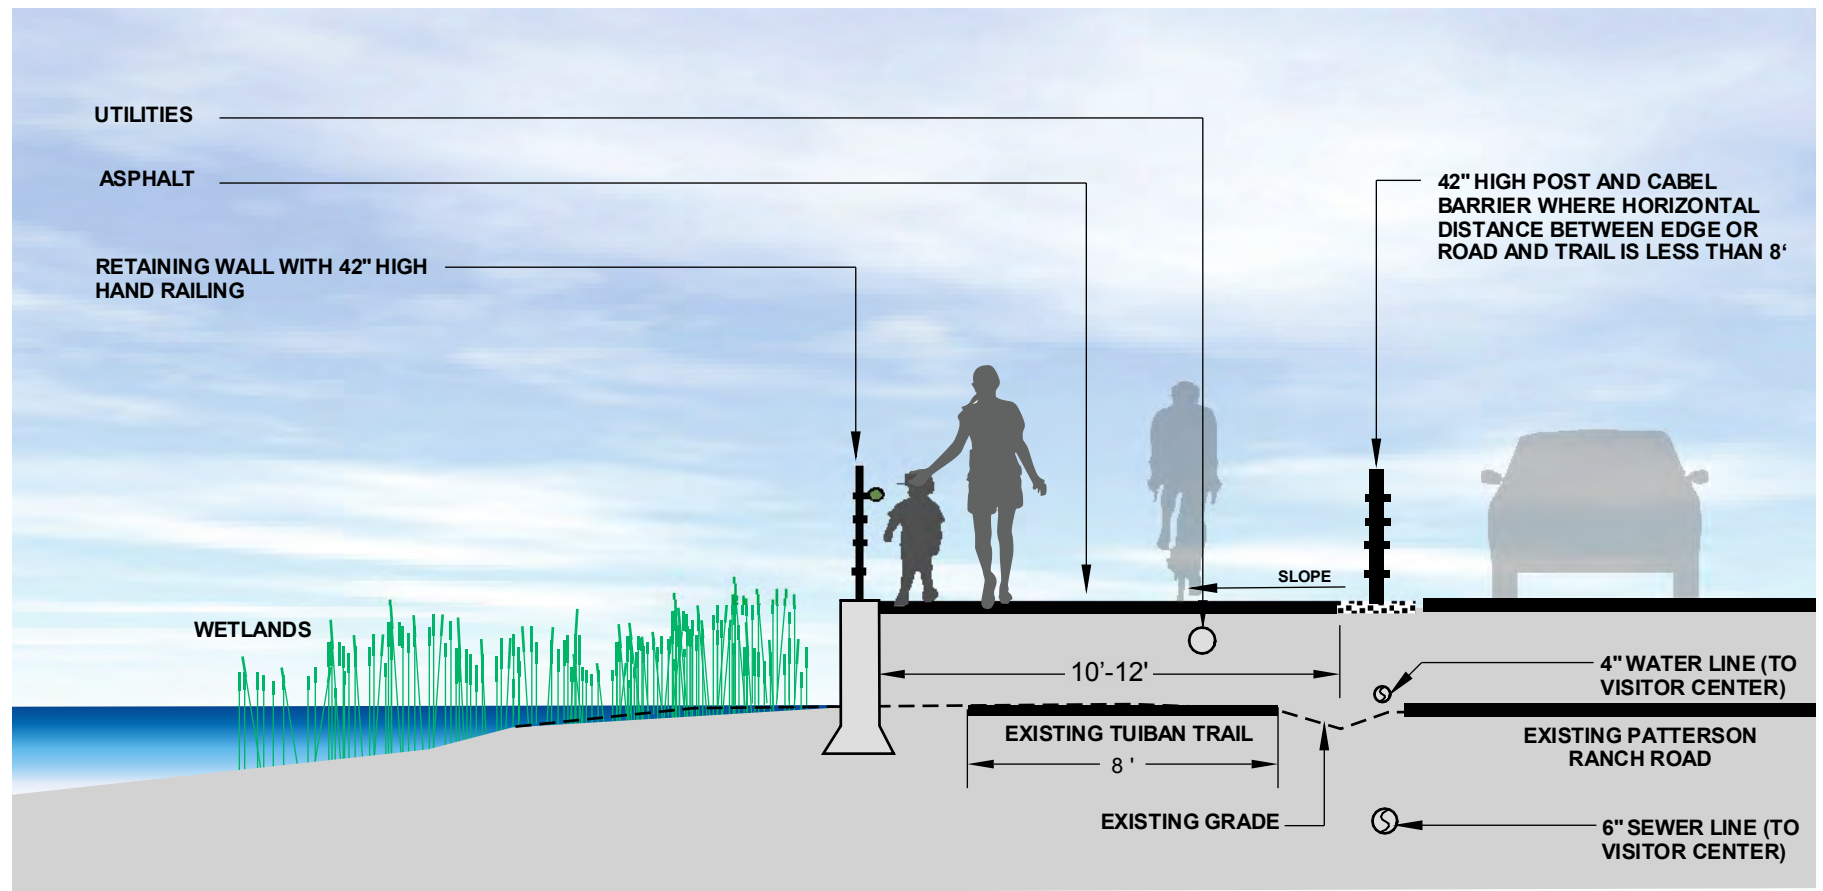 UTILITIES
ASPHALT
RETAINING WALL WITH 42" HIGH
HAND RAILING
42" HIGH POST AND CABEL
BARRIER WHERE HORIZONTAL
DISTANCE BETWEEN EDGE OR
ROAD AND TRAIL IS LESS THAN 8‘
SLOPE
WETLANDS
10’-12'
4" WATER LINE (TO
VISITOR CENTER)
EXISTING TUIBAN TRAIL
8 '
EXISTING PATTERSON
RANCH ROAD
EXISTING GRADE
6" SEWER LINE (TO
VISITOR CENTER)